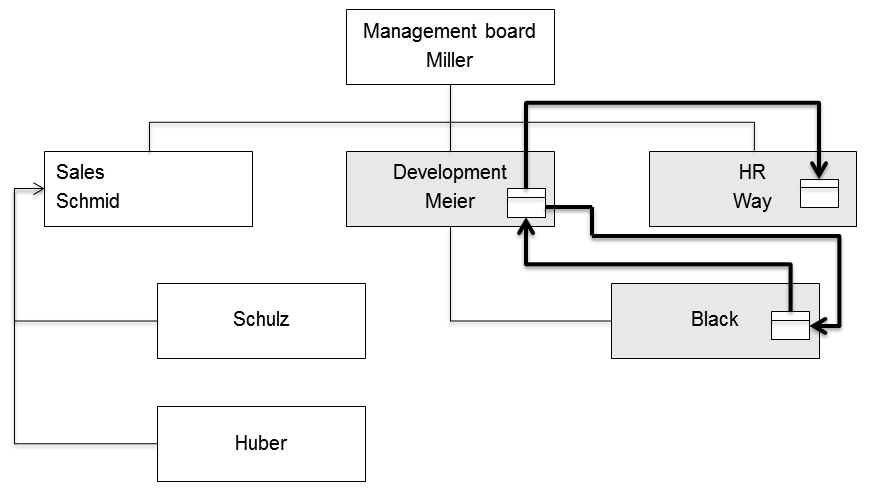 Management board
Miller
Sales
Schmid
Development
Meier
HR
Way
Schulz
Black
Huber